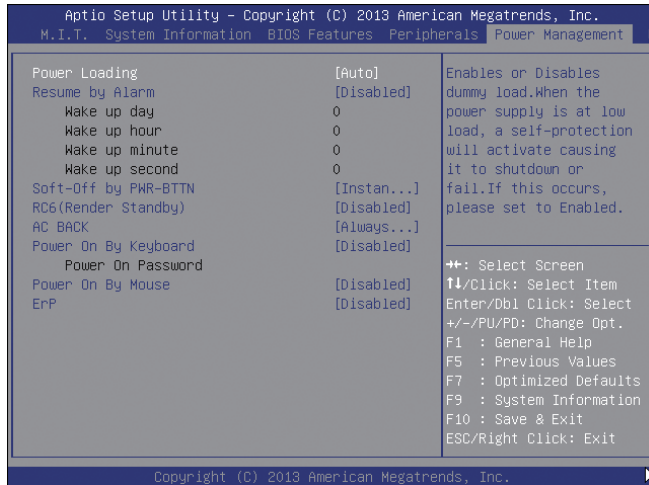 Aptio Setup Utility – Copyright (C) 2013 American Megatrends, Inc.
M.I.T. System Information BIOS Features Peripherals Power Management
Power Loading [Auto]
Resume by Alarm [Disabled]
Wake up day 0
Wake up hour 0
Wake up minute 0
Wake up second 0
Soft-Off by PWR-BTTN [Instan...]
RC6(Render Standby) [Disabled]
AC BACK [Always...]
Power On By Keyboard [Disabled]
Power On Password
Power On By Mouse [Disabled]
ErP [Disabled]
Enables or Disables
dummy load.When the
power supply is at low
load, a self-protection
will activate causing
it to shutdown or
fail.If this occurs,
please set to Enabled.
→←: Select Screen
↑↓/Click: Select Item
Enter/Dbl Click: Select
+/-/PU/PD: Change Opt.
F1 : General Help
F5 : Previous Values
F7 : Optimized Defaults
F9 : System Information
F10 : Save & Exit
ESC/Right Click: Exit
Copyright (C) 2013 American Megatrends, Inc.